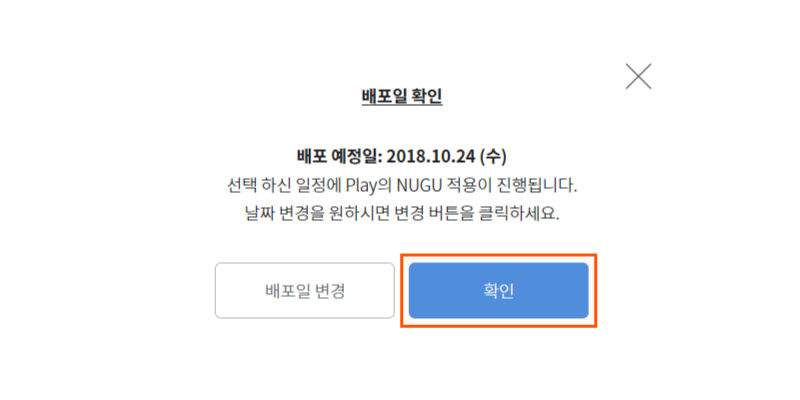 배포일 확인
배포 예정일: 2018.10.24 (수)
선택 하신 일정에 Play의 NUGU 적용이 진행됩니다.
날짜 변경을 원하시면 변경 버튼을 클릭하세요.
배포일 변경
확인